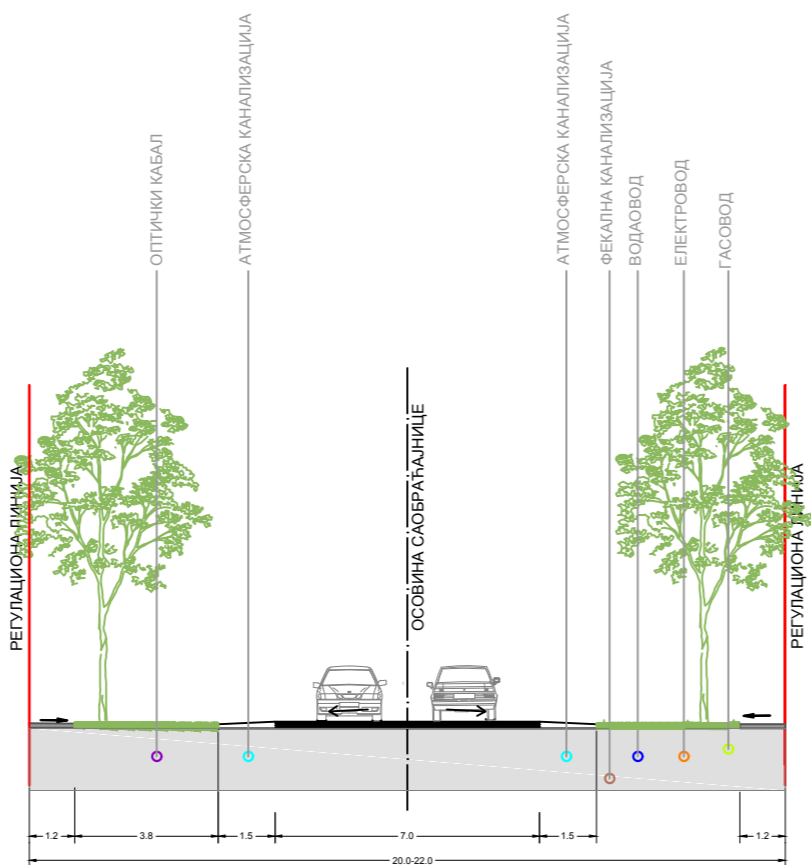 ОПТИЧКИ КАБАЛ
АТМОСФЕРСКА КАНАЛИЗАЦИЈА
АТМОСФЕРСКА КАНАЛИЗАЦИЈА
ФЕКАЛНА КАНАЛИЗАЦИЈА
ВОДАОВОД
ЕЛЕКТРОВОД
ГАСОВОД
РЕГУЛАЦИОНА ЛИНИЈА
ОСОВИНА САОБРАЋАЈНИЦЕ
РЕГУЛАЦИОНА ЛИНИЈА
1.2 3.8 1.5 7.0 1.5 1.2
20.0-22.0